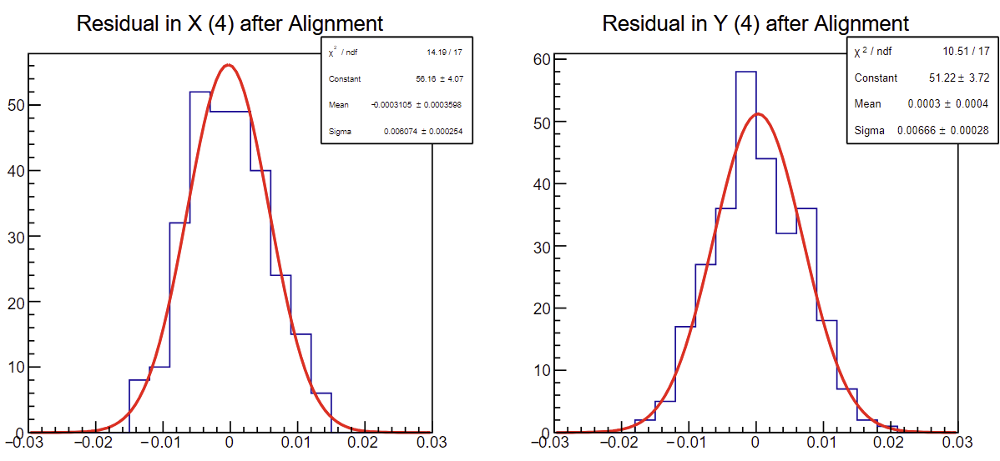 Residual in X (4) after Alignment
χ² / ndf 14.19 / 17
Constant 56.16 ± 4.07
Mean -0.0003105 ± 0.0003598
Sigma 0.006074 ± 0.000254
50
40
30
20
10
0
−0.03 −0.02 −0.01 0 0.01 0.02 0.03
Residual in Y (4) after Alignment
χ² / ndf 10.51 / 17
Constant 51.22 ± 3.72
Mean 0.0003 ± 0.0004
Sigma 0.00666 ± 0.00028
60
50
40
30
20
10
0
−0.03 −0.02 −0.01 0 0.01 0.02 0.03